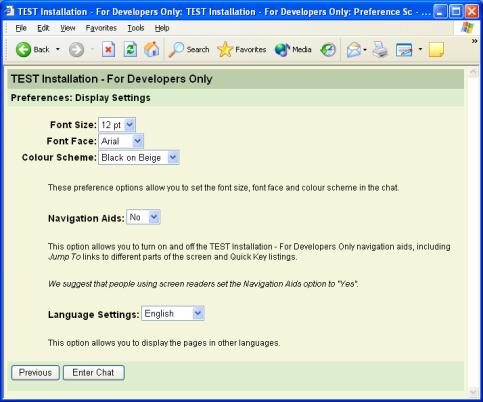 TEST Installation - For Developers Only: TEST Installation - For Developers Only: Preference Sc - ...
File Edit View Favorites Tools Help
Back Search Favorites Media
TEST Installation - For Developers Only
Preferences: Display Settings
Font Size: 12 pt
Font Face: Arial
Colour Scheme: Black on Beige
These preference options allow you to set the font size, font face and colour scheme in the chat.
Navigation Aids: No
This option allows you to turn on and off the TEST Installation - For Developers Only navigation aids, including
Jump To links to different parts of the screen and Quick Key listings.
We suggest that people using screen readers set the Navigation Aids option to "Yes".
Language Settings: English
This option allows you to display the pages in other languages.
Previous Enter Chat